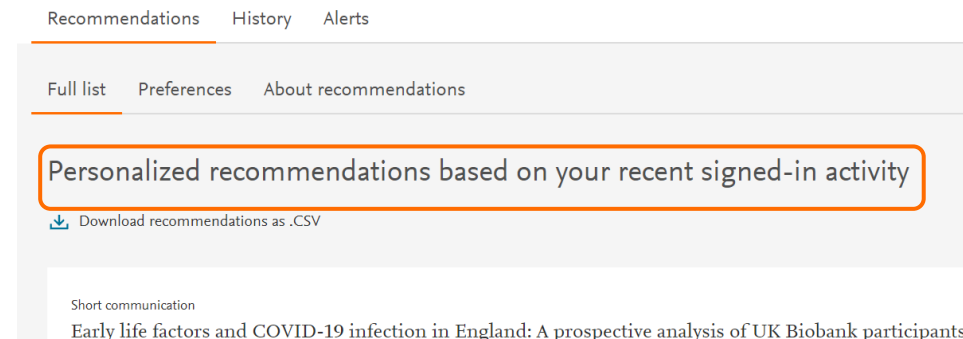 Recommendations History Alerts
Full list Preferences About recommendations
Personalized recommendations based on your recent signed-in activity
Download recommendations as .CSV
Short communication
Early life factors and COVID-19 infection in England: A prospective analysis of UK Biobank participants